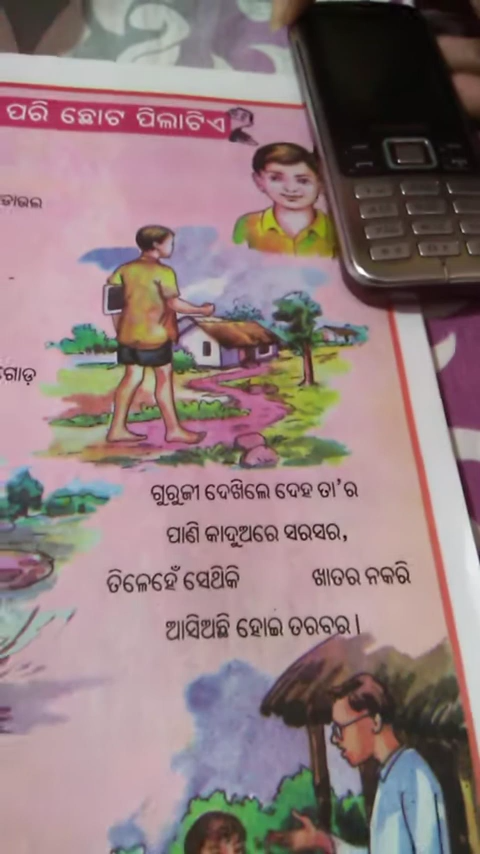 ପରି ଛୋଟ ପିଲାଟିଏ
ଗୋଡ଼
ଗୁରୁଜୀ ଦେଖିଲେ ଦେହ ତା'ର
ପାଣି କାଦୁଅରେ ସରସର,
ତିଳେହେଁ ସେଥିକି ଖାତର ନକରି
ଆସିଅଛି ହୋଇ ତରବର।